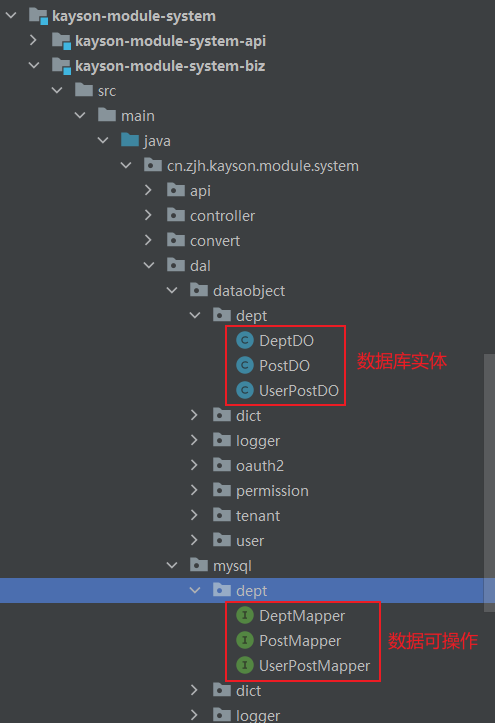 kayson-module-system
kayson-module-system-api
kayson-module-system-biz
src
main
java
cn.zjh.kayson.module.system
api
controller
convert
dal
dataobject
dept
DeptDO
PostDO
UserPostDO
数据库实体
dict
logger
oauth2
permission
tenant
user
mysql
dept
DeptMapper
PostMapper
UserPostMapper
数据可操作
dict
logger